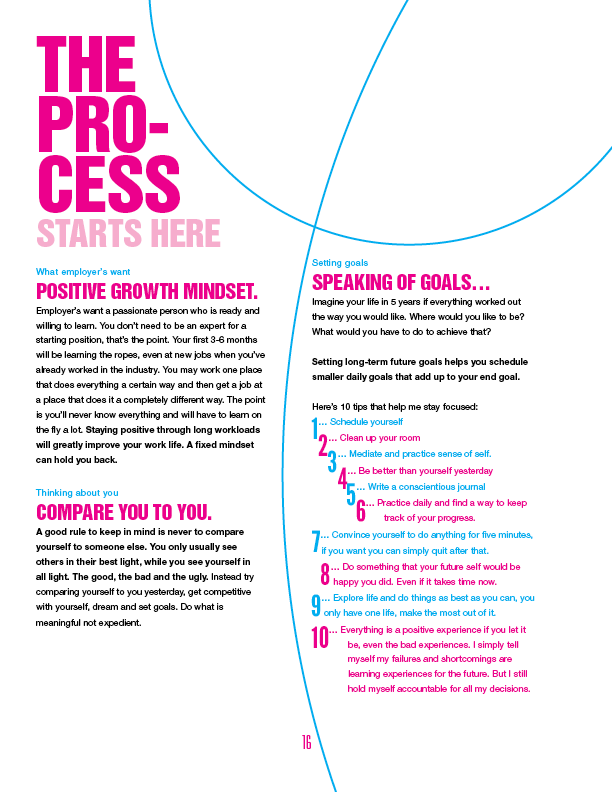 THE
PRO-
CESS
STARTS HERE
What employer's want
POSITIVE GROWTH MINDSET.
Employer's want a passionate person who is ready and
willing to learn. You don't need to be an expert for a
starting position, that's the point. Your first 3-6 months
will be learning the ropes, even at new jobs when you've
already worked in the industry. You may work one place
that does everything a certain way and then get a job at
a place that does it a completely different way. The point
is you'll never know everything and will have to learn on
the fly a lot. Staying positive through long workloads
will greatly improve your work life. A fixed mindset
can hold you back.
Thinking about you
COMPARE YOU TO YOU.
A good rule to keep in mind is never to compare
yourself to someone else. You only usually see
others in their best light, while you see yourself in
all light. The good, the bad and the ugly. Instead try
comparing yourself to you yesterday, get competitive
with yourself, dream and set goals. Do what is
meaningful not expedient.
Setting goals
SPEAKING OF GOALS...
Imagine your life in 5 years if everything worked out
the way you would like. Where would you like to be?
What would you have to do to achieve that?
Setting long-term future goals helps you schedule
smaller daily goals that add up to your end goal.
Here's 10 tips that help me stay focused:
1... Schedule yourself
2... Clean up your room
3... Mediate and practice sense of self.
4... Be better than yourself yesterday
5... Write a conscientious journal
6... Practice daily and find a way to keep
track of your progress.
7... Convince yourself to do anything for five minutes,
if you want you can simply quit after that.
8... Do something that your future self would be
happy you did. Even if it takes time now.
9... Explore life and do things as best as you can, you
only have one life, make the most out of it.
10... Everything is a positive experience if you let it
be, even the bad experiences. I simply tell
myself my failures and shortcomings are
learning experiences for the future. But I still
hold myself accountable for all my decisions.
16